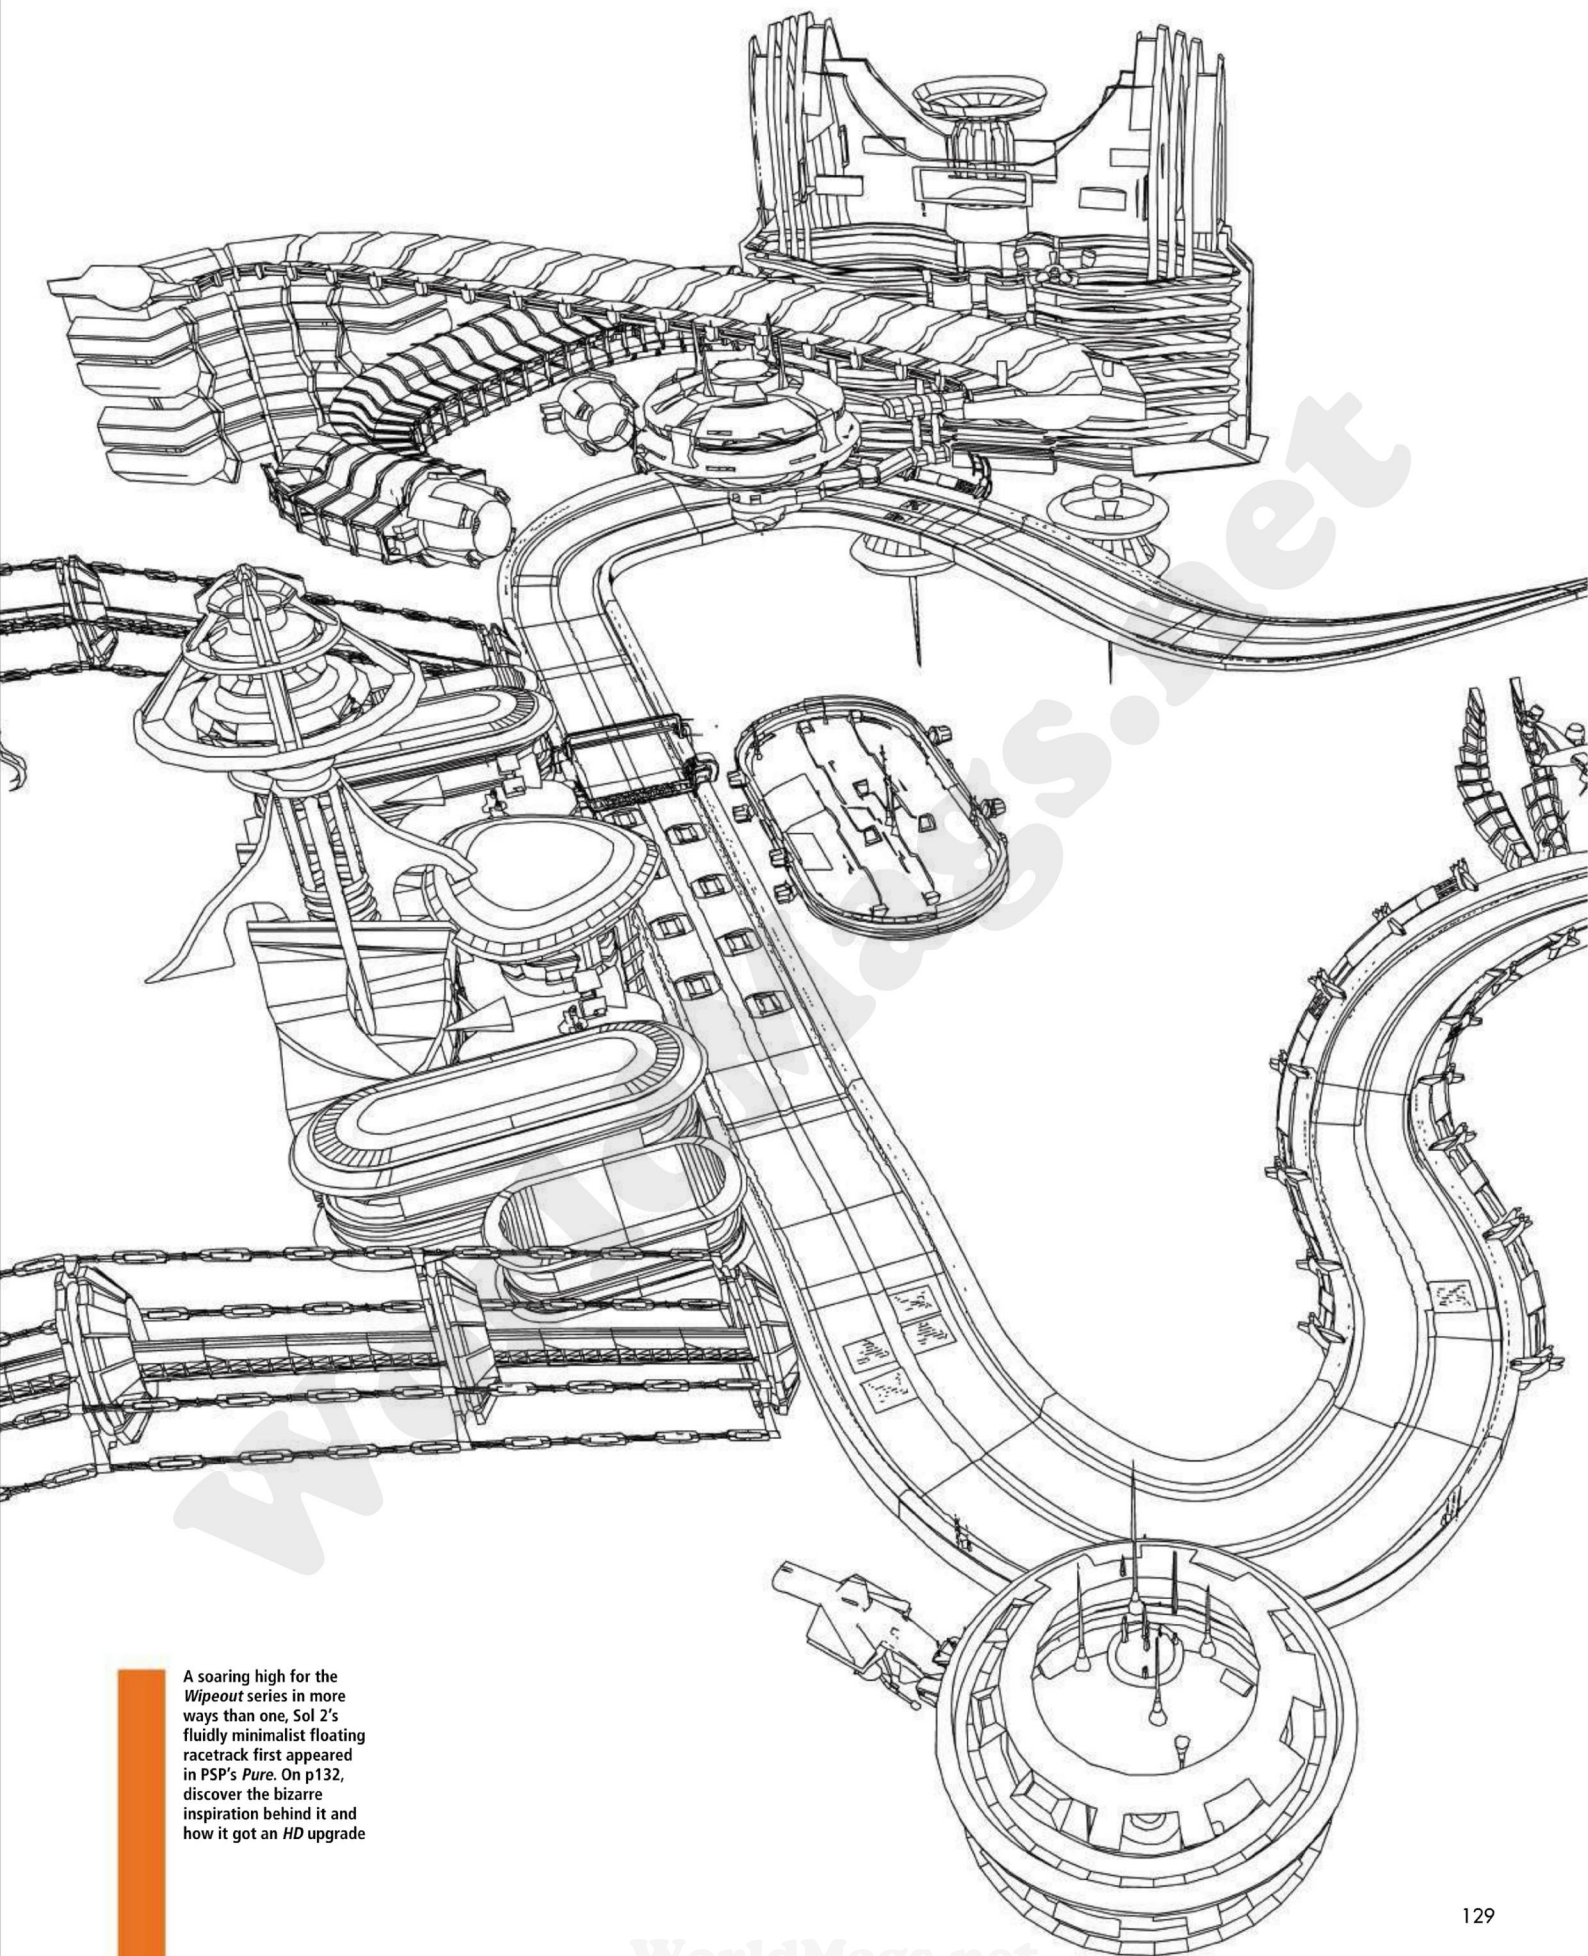 A soaring high for the
Wipeout series in more
ways than one, Sol 2's
fluidly minimalist floating
racetrack first appeared
in PSP's Pure. On p132,
discover the bizarre
inspiration behind it and
how it got an HD upgrade
129
WorldMags.net
WorldMags.net